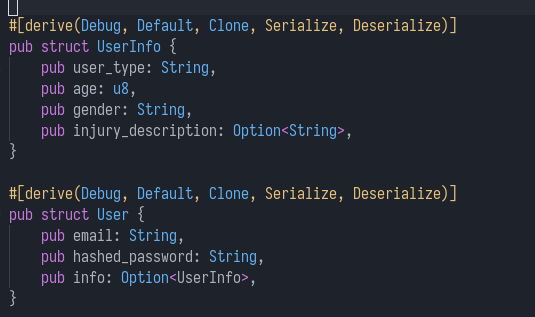 #[derive(Debug, Default, Clone, Serialize, Deserialize)]
pub struct UserInfo {
    pub user_type: String,
    pub age: u8,
    pub gender: String,
    pub injury_description: Option<String>,
}

#[derive(Debug, Default, Clone, Serialize, Deserialize)]
pub struct User {
    pub email: String,
    pub hashed_password: String,
    pub info: Option<UserInfo>,
}